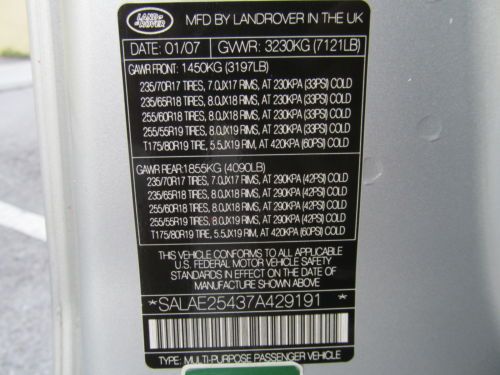 LAND-
ROVER
MFD BY LANDROVER IN THE UK
DATE: 01/07 GVWR: 3230KG (7121LB)
GAWR FRONT: 1450KG (3197LB)
235/70R17 TIRES, 7.0JX17 RIMS, AT 230KPA (33PSI) COLD
235/65R18 TIRES, 8.0JX18 RIMS, AT 230KPA (33PSI) COLD
255/60R18 TIRES, 8.0JX18 RIMS, AT 230KPA (33PSI) COLD
255/55R19 TIRES, 8.0JX19 RIMS, AT 230KPA (33PSI) COLD
T175/80R19 TIRE, 5.5JX19 RIM, AT 420KPA (60PSI) COLD
GAWR REAR: 1855KG (4090LB)
235/70R17 TIRES, 7.0JX17 RIMS, AT 290KPA (42PSI) COLD
235/65R18 TIRES, 8.0JX18 RIMS, AT 290KPA (42PSI) COLD
255/60R18 TIRES, 8.0JX18 RIMS, AT 290KPA (42PSI) COLD
255/55R19 TIRES, 8.0JX19 RIMS, AT 290KPA (42PSI) COLD
T175/80R19 TIRE, 5.5JX19 RIM, AT 420KPA (60PSI) COLD
THIS VEHICLE CONFORMS TO ALL APPLICABLE
U.S. FEDERAL MOTOR VEHICLE SAFETY
STANDARDS IN EFFECT ON THE DATE OF
MANUFACTURE SHOWN ABOVE
*SALAE25437A429191*
TYPE: MULTI-PURPOSE PASSENGER VEHICLE